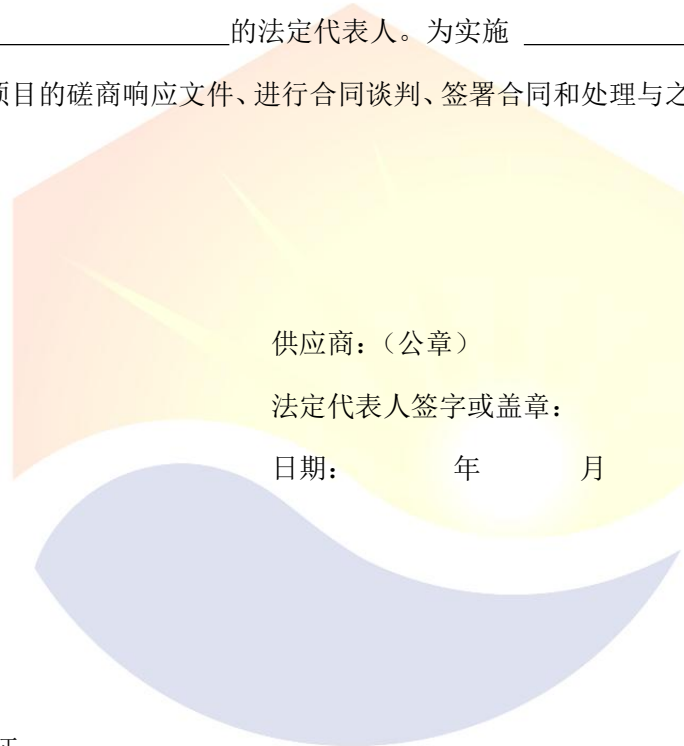 的法定代表人。为实施
项目的磋商响应文件、进行合同谈判、签署合同和处理与之
供应商：（公章）
法定代表人签字或盖章：
日期： 年 月